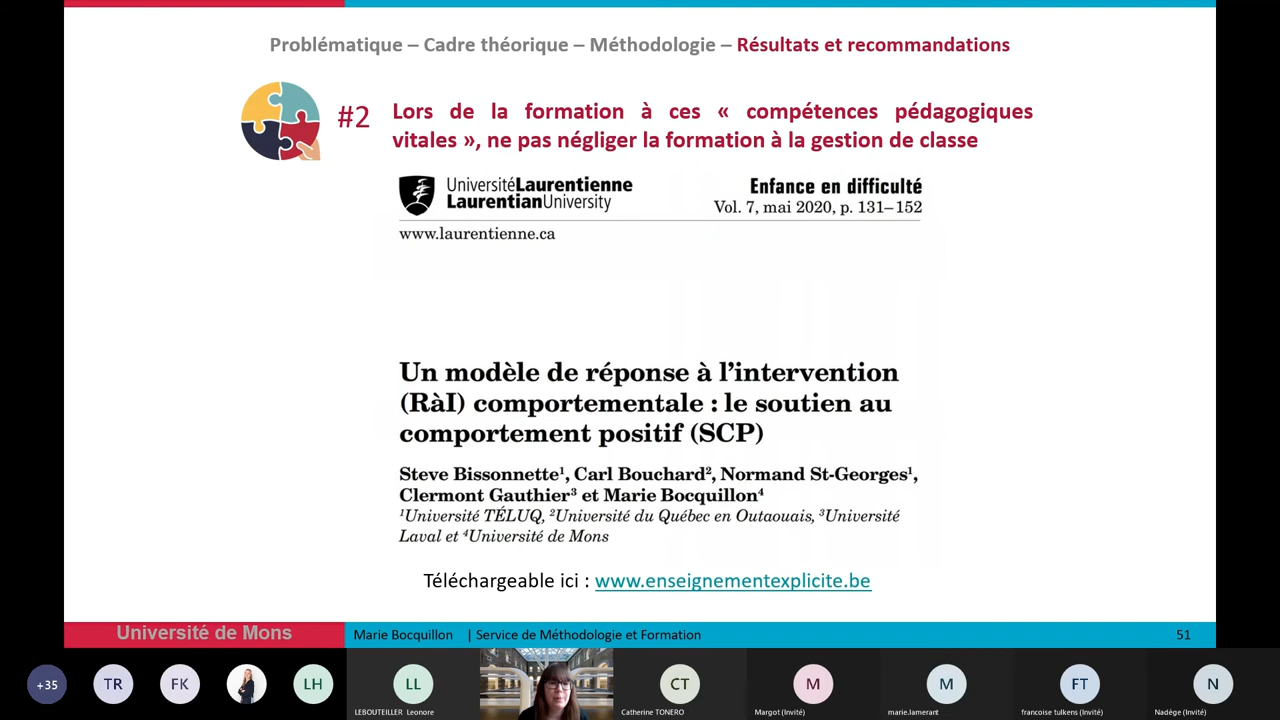 Problématique – Cadre théorique – Méthodologie – Résultats et recommandations
#2
Lors de la formation à ces « compétences pédagogiques
vitales », ne pas négliger la formation à la gestion de classe
UniversitéLaurentienne
LaurentianUniversity
www.laurentienne.ca
Enfance en difficulté
Vol. 7, mai 2020, p. 131–152
Un modèle de réponse à l’intervention
(RàI) comportementale : le soutien au
comportement positif (SCP)
Steve Bissonnette¹, Carl Bouchard², Normand St-Georges¹,
Clermont Gauthier³ et Marie Bocquillon⁴
¹Université TÉLUQ, ²Université du Québec en Outaouais, ³Université
Laval et ⁴Université de Mons
Téléchargeable ici : www.enseignementexplicite.be
Université de Mons
Marie Bocquillon | Service de Méthodologie et Formation
51
+35
TR
FK
LH
LL
LEBOUTEILLER Leonore
CT
Catherine TONERO
M
Margot (Invité)
M
marie.lamerant
FT
francoise tulkens (Invité)
N
Nadège (Invité)